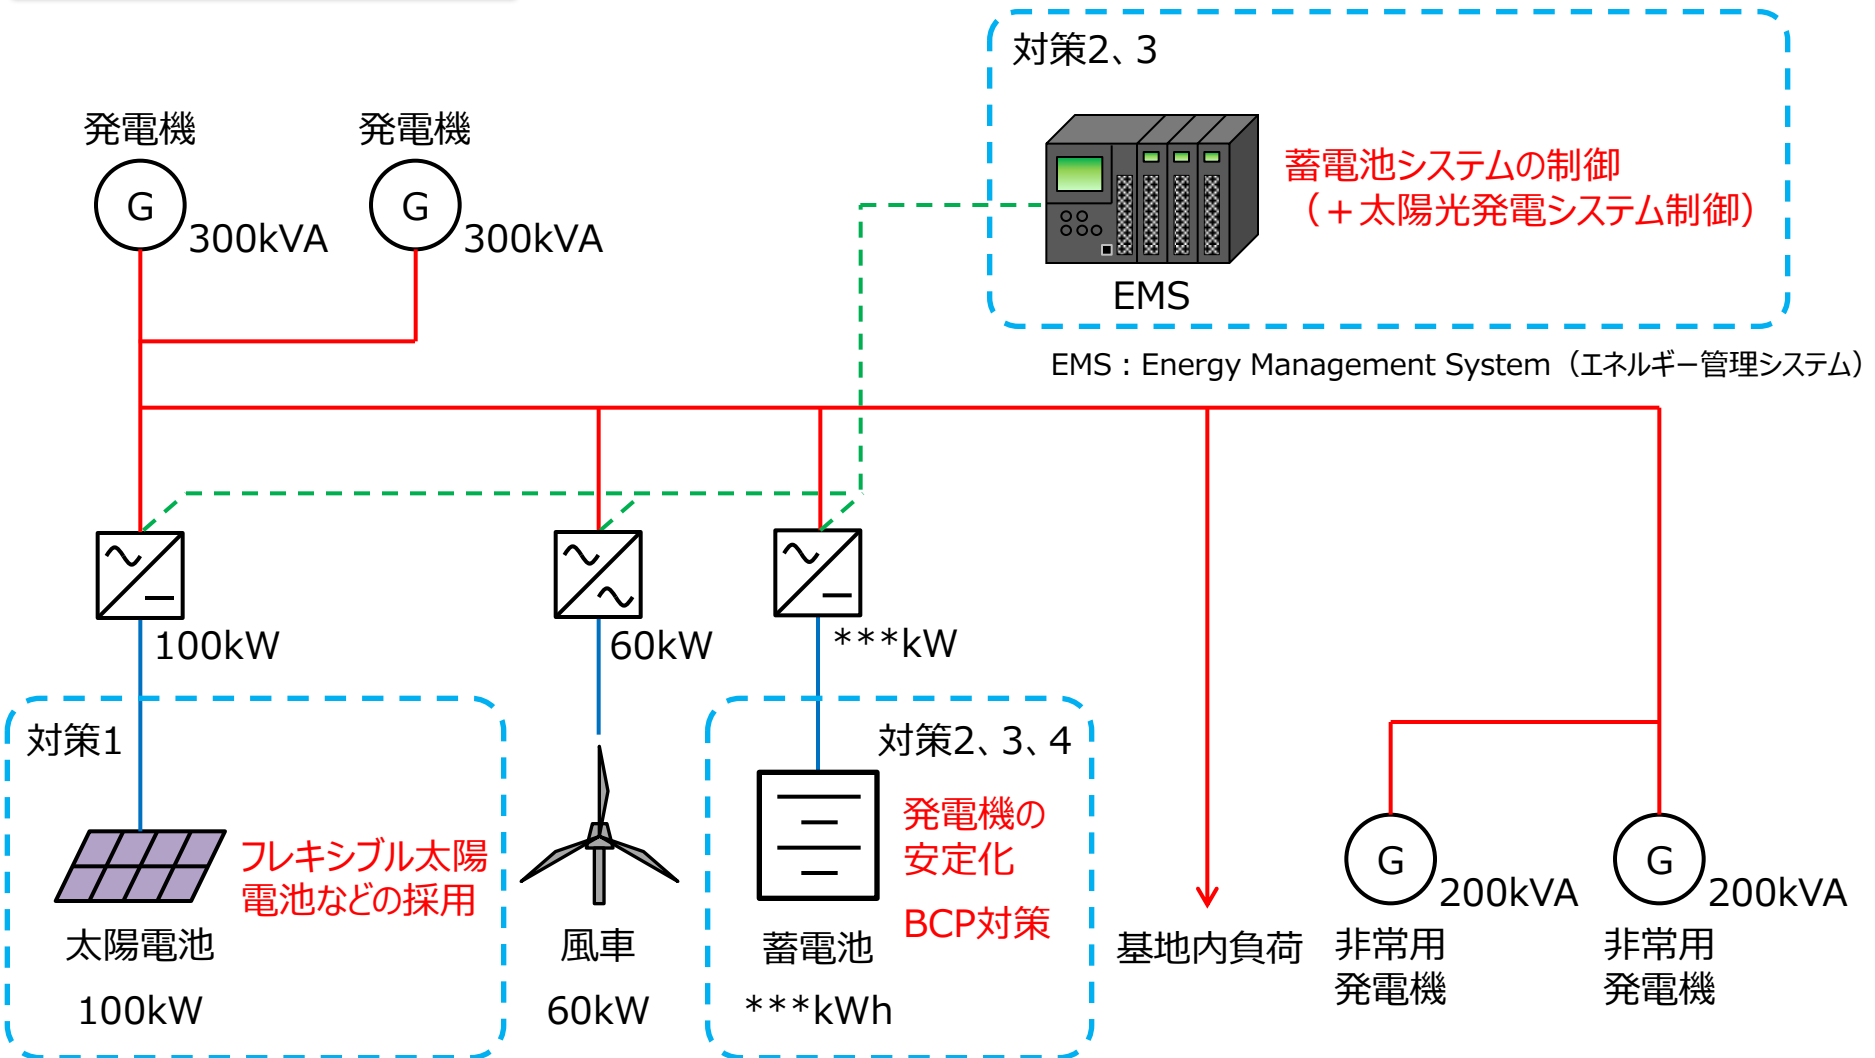 対策2、3
発電機
発電機
G
300kVA
G
300kVA
蓄電池システムの制御
（＋太陽光発電システム制御）
EMS
EMS：Energy Management System（エネルギー管理システム）
100kW
60kW
***kW
対策1
フレキシブル太陽
電池などの採用
太陽電池
100kW
風車
60kW
対策2、3、4
発電機の
安定化
BCP対策
蓄電池
***kWh
基地内負荷
G
200kVA
非常用
発電機
G
200kVA
非常用
発電機